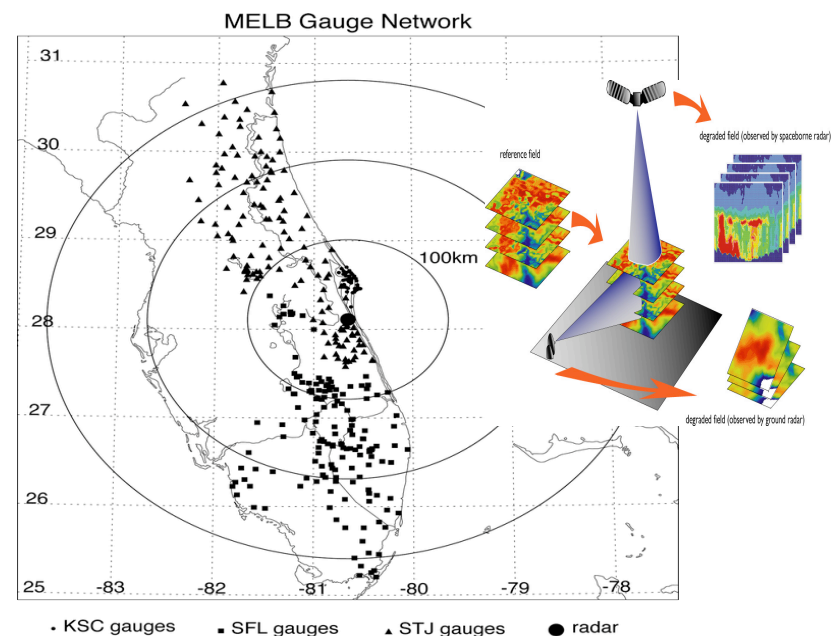 MELB Gauge Network
31
30
29
28
27
26
25
-83
-82
-81
-80
-79
-78
100km
reference field
degraded field (observed by spaceborne radar)
degraded field (observed by ground radar)
KSC gauges
SFL gauges
STJ gauges
radar